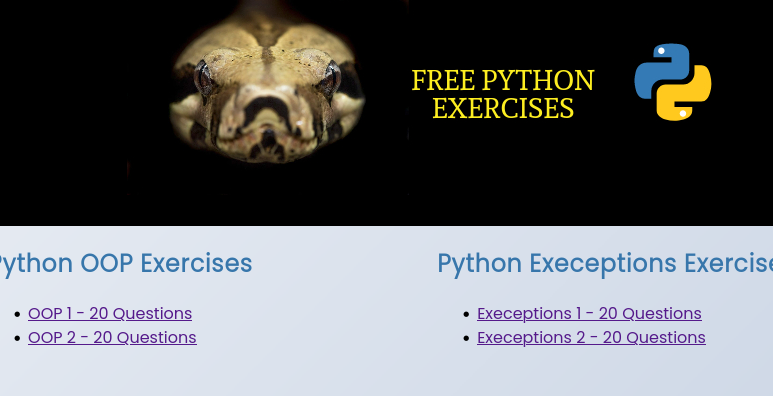 FREE PYTHON
EXERCISES
Python OOP Exercises
OOP 1 - 20 Questions
OOP 2 - 20 Questions
Python Execeptions Exercise
Execeptions 1 - 20 Questions
Execeptions 2 - 20 Questions